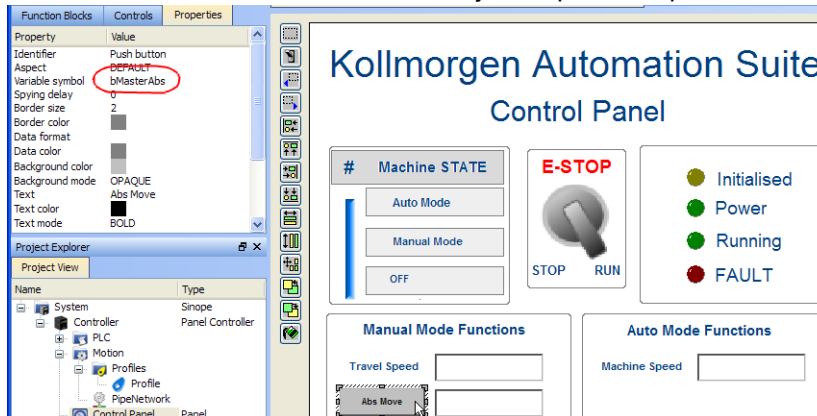 Function Blocks Controls Properties
Property Value
Identifier Push button
Aspect DEFAULT
Variable symbol bMasterAbs
Spying delay 0
Border size 2
Border color
Data format
Data color
Background color
Background mode OPAQUE
Text Abs Move
Text color
Text mode BOLD
Project Explorer
Project View
Name Type
System Sinope
Controller Panel Controller
PLC
Motion
Profiles
Profile
PipeNetwork
Control Panel Panel
Kollmorgen Automation Suite
Control Panel
# Machine STATE
Auto Mode
Manual Mode
OFF
E-STOP
STOP RUN
Initialised
Power
Running
FAULT
Manual Mode Functions
Travel Speed
Abs Move
Auto Mode Functions
Machine Speed